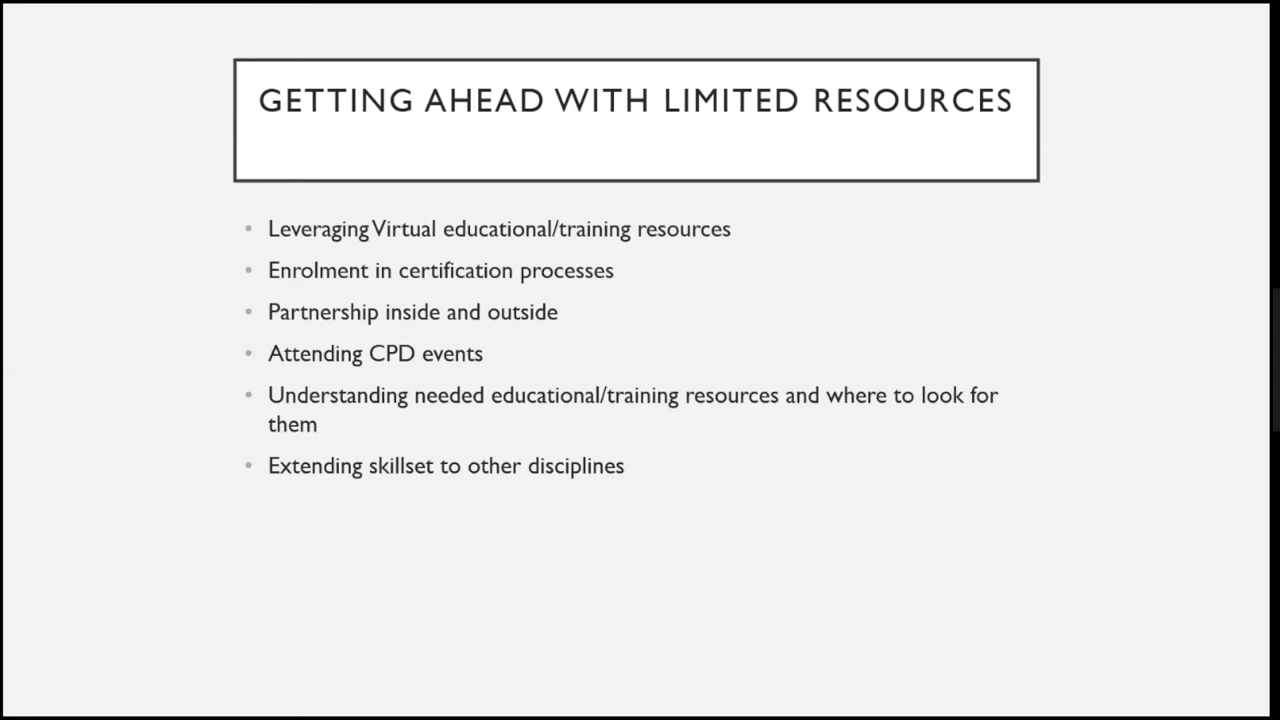 GETTING AHEAD WITH LIMITED RESOURCES
• Leveraging Virtual educational/training resources
• Enrolment in certification processes
• Partnership inside and outside
• Attending CPD events
• Understanding needed educational/training resources and where to look for
them
• Extending skillset to other disciplines